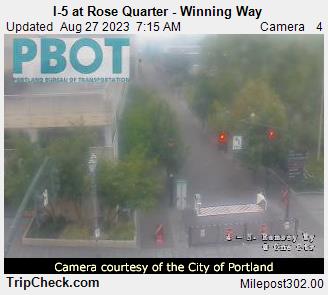 I-5 at Rose Quarter - Winning Way
Updated Aug 27 2023 7:15 AM Camera 4
PBOT
PORTLAND BUREAU OF TRANSPORTATION
Camera courtesy of the City of Portland
TripCheck.com Milepost302.00